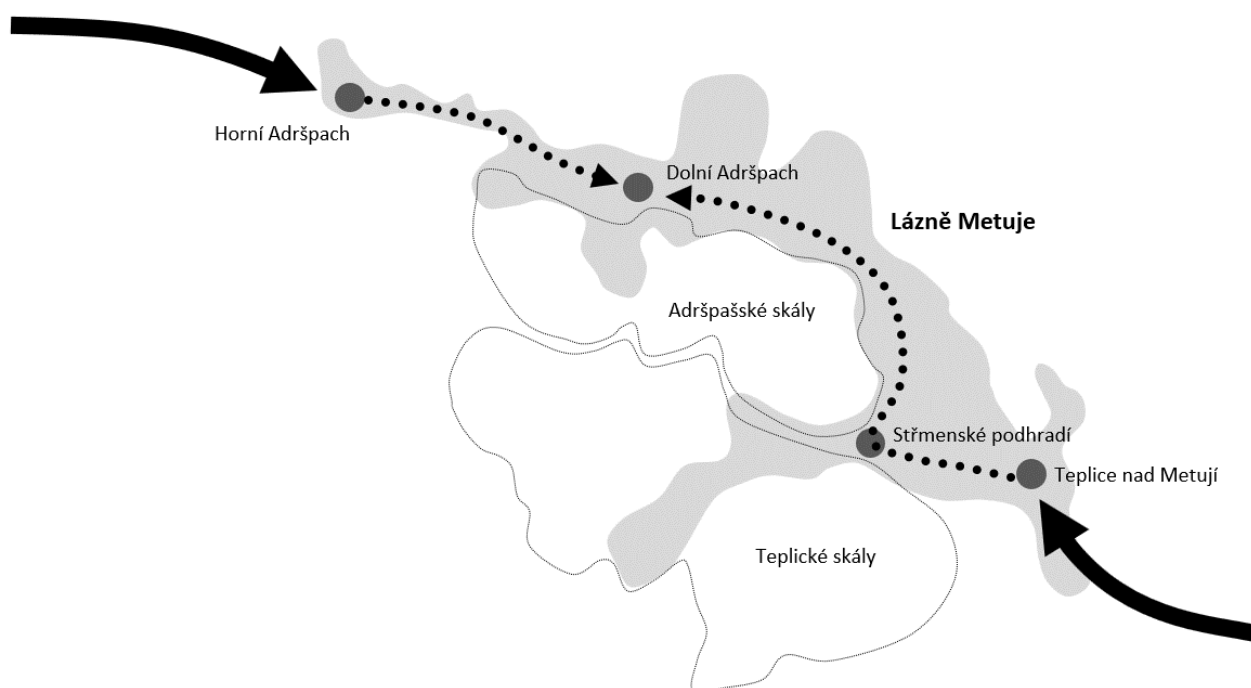 Horní Adršpach
Dolní Adršpach
Lázně Metuje
Adršpašské skály
Střmenské podhradí
Teplice nad Metují
Teplické skály